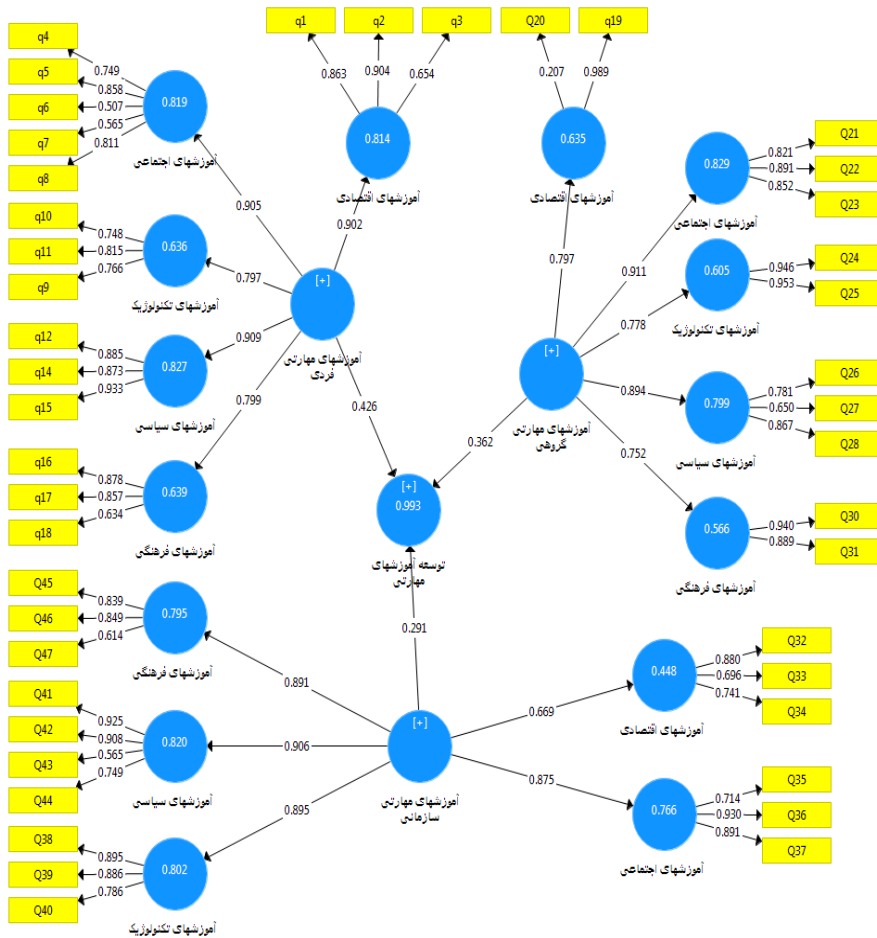 q1
q2
q3
Q20
q19
0.863
0.904
0.654
0.207
0.989
0.814
آموزشهای اقتصادی
0.635
آموزشهای اقتصادی
q4
q5
q6
q7
q8
0.749
0.858
0.507
0.565
0.811
0.819
آموزشهای اجتماعی
0.905
0.902
q10
q11
q9
0.748
0.815
0.766
0.636
آموزشهای تکنولوژیک
0.797
[+]
آموزشهای مهارتی
فردی
q12
q14
q15
0.885
0.873
0.933
0.827
آموزشهای سیاسی
0.909
q16
q17
q18
0.878
0.857
0.634
0.639
آموزشهای فرهنگی
0.799
0.426
0.797
Q21
Q22
Q23
0.821
0.891
0.852
0.829
آموزشهای اجتماعی
0.911
Q24
Q25
0.946
0.953
0.605
آموزشهای تکنولوژیک
0.778
[+]
آموزشهای مهارتی
گروهی
Q26
Q27
Q28
0.781
0.650
0.867
0.799
آموزشهای سیاسی
0.894
0.362
0.752
Q30
Q31
0.940
0.889
0.566
آموزشهای فرهنگی
[+]
0.993
توسعه آموزشهای
مهارتی
0.291
Q45
Q46
Q47
0.839
0.849
0.614
0.795
آموزشهای فرهنگی
0.891
Q41
Q42
Q43
Q44
0.925
0.908
0.565
0.749
0.820
آموزشهای سیاسی
0.906
[+]
آموزشهای مهارتی
سازمانی
Q38
Q39
Q40
0.895
0.886
0.786
0.802
آموزشهای تکنولوژیک
0.895
Q32
Q33
Q34
0.880
0.696
0.741
0.448
آموزشهای اقتصادی
0.669
Q35
Q36
Q37
0.714
0.930
0.891
0.766
آموزشهای اجتماعی
0.875